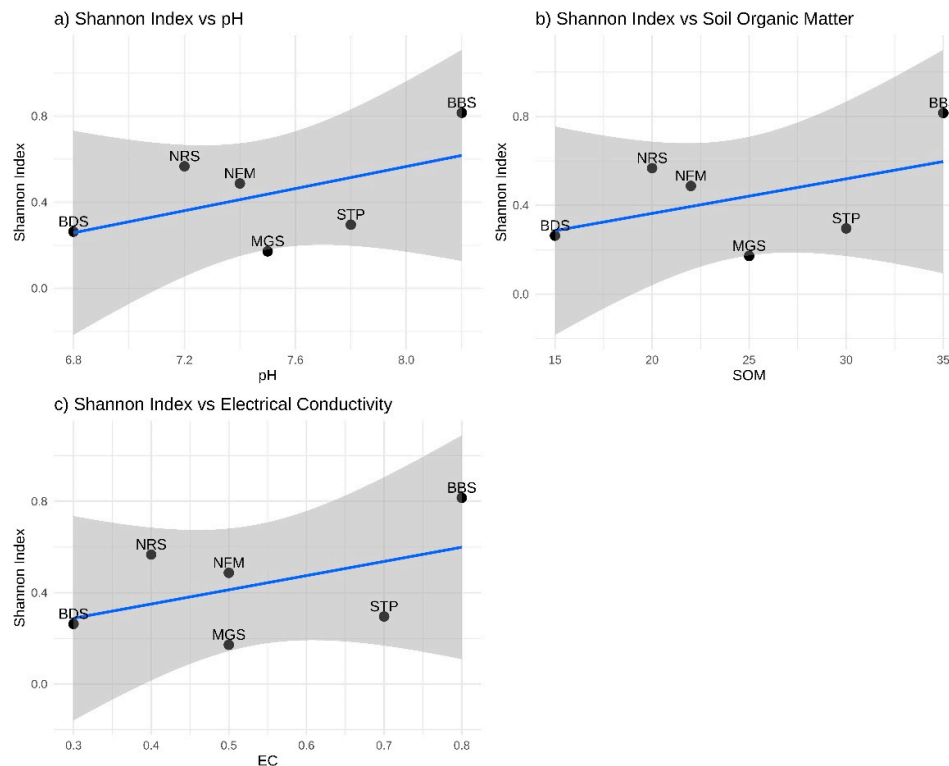 a) Shannon Index vs pH
Shannon Index
0.8
0.4
0.0
BBS
NRS
NFM
BDS
STP
MGS
6.8 7.2 7.6 8.0
pH
b) Shannon Index vs Soil Organic Matter
Shannon Index
0.8
0.4
0.0
BB
NRS
NFM
BDS
STP
MGS
15 20 25 30 35
SOM
c) Shannon Index vs Electrical Conductivity
Shannon Index
0.8
0.4
0.0
BBS
NRS
NFM
BDS
STP
MGS
0.3 0.4 0.5 0.6 0.7 0.8
EC